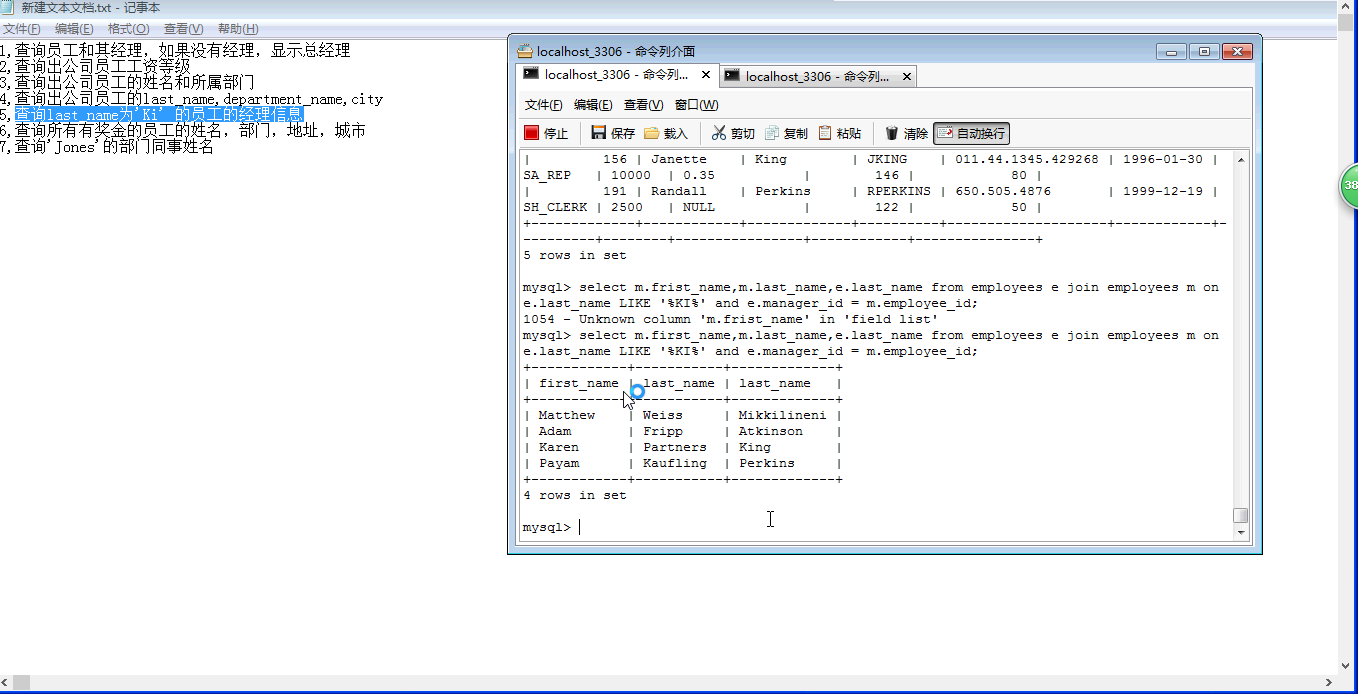 新建文本文档.txt - 记事本
文件(F) 编辑(E) 格式(O) 查看(V) 帮助(H)
1,查询员工和其经理，如果没有经理，显示总经理
2,查询出公司员工工资等级
3,查询出公司员工的姓名和所属部门
4,查询出公司员工的last_name,department_name,city
5,查询last_name为'Ki' 的员工的经理信息
6,查询所有有奖金的员工的姓名，部门，地址，城市
7,查询'Jones'的部门同事姓名
localhost_3306 - 命令列介面
localhost_3306 - 命令列... localhost_3306 - 命令列...
文件(F) 编辑(E) 查看(V) 窗口(W)
停止 保存 载入 剪切 复制 粘贴 清除 自动换行
| 156 | Janette | King | JKING | 011.44.1345.429268 | 1996-01-30 |
SA_REP | 10000 | 0.35 | 146 | 80 |
| 191 | Randall | Perkins | RPERKINS | 650.505.4876 | 1999-12-19 |
SH_CLERK | 2500 | NULL | 122 | 50 |
5 rows in set
mysql> select m.frist_name,m.last_name,e.last_name from employees e join employees m on
e.last_name LIKE '%KI%' and e.manager_id = m.employee_id;
1054 - Unknown column 'm.frist_name' in 'field list'
mysql> select m.first_name,m.last_name,e.last_name from employees e join employees m on
e.last_name LIKE '%KI%' and e.manager_id = m.employee_id;
| first_name | last_name | last_name |
| Matthew | Weiss | Mikkilineni |
| Adam | Fripp | Atkinson |
| Karen | Partners | King |
| Payam | Kaufling | Perkins |
4 rows in set
mysql>
38